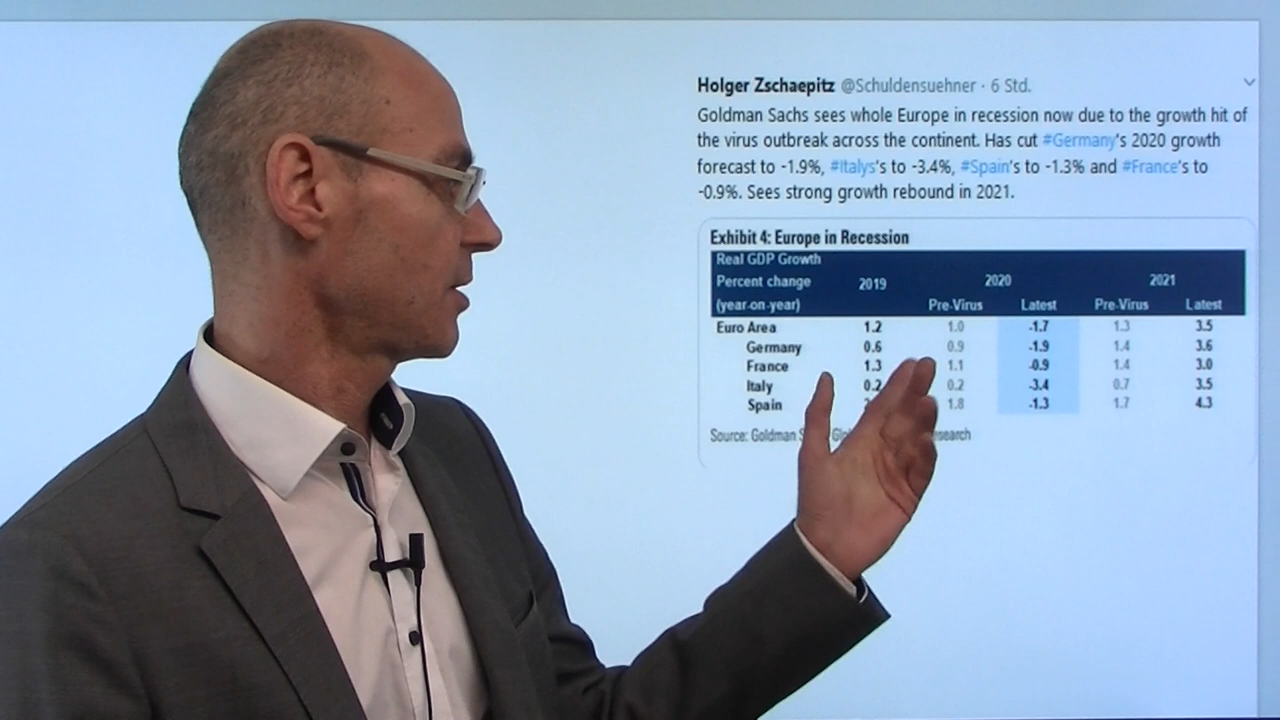 Holger Zschaepitz @Schuldensuehner · 6 Std.
Goldman Sachs sees whole Europe in recession now due to the growth hit of
the virus outbreak across the continent. Has cut #Germany's 2020 growth
forecast to -1.9%, #Italys's to -3.4%, #Spain's to -1.3% and #France's to
-0.9%. Sees strong growth rebound in 2021.
Exhibit 4: Europe in Recession
Real GDP Growth
Percent change 2019 2020 2021
(year-on-year) Pre-Virus Latest Pre-Virus Latest
Euro Area 1.2 1.0 -1.7 1.3 3.5
Germany 0.6 0.9 -1.9 1.4 3.6
France 1.3 1.1 -0.9 1.4 3.0
Italy 0.2 0.2 -3.4 0.7 3.5
Spain 1.8 -1.3 1.7 4.3
Source: Goldman